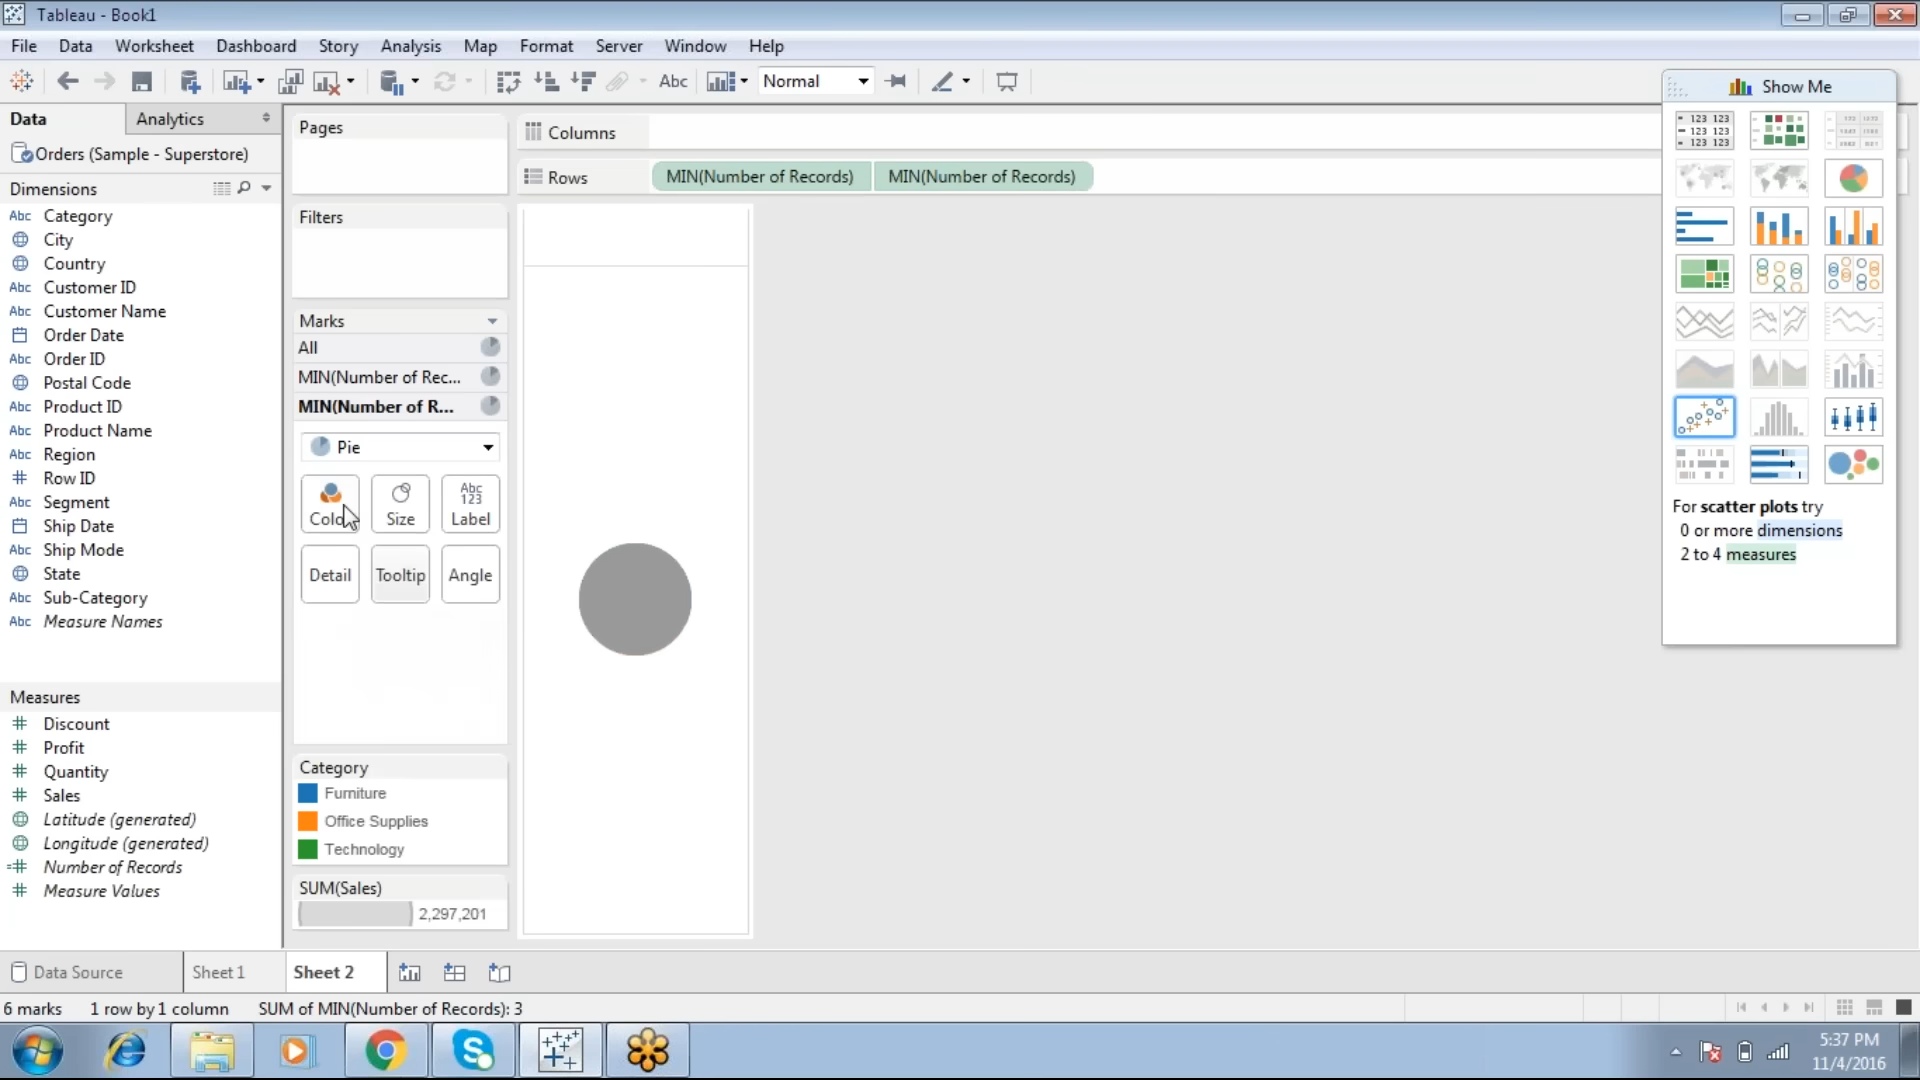 Tableau - Book1
File Data Worksheet Dashboard Story Analysis Map Format Server Window Help
Abc Normal
Show Me
Data Analytics
Orders (Sample - Superstore)
Dimensions
Abc Category
City
Country
Abc Customer ID
Abc Customer Name
Order Date
Abc Order ID
Postal Code
Abc Product ID
Abc Product Name
Abc Region
Row ID
Abc Segment
Ship Date
Abc Ship Mode
State
Abc Sub-Category
Abc Measure Names
Measures
Discount
Profit
Quantity
Sales
Latitude (generated)
Longitude (generated)
Number of Records
Measure Values
Pages
Filters
Marks
All
MIN(Number of Rec...
MIN(Number of R...
Pie
Size
Abc
123
Label
Detail Tooltip Angle
Category
Furniture
Office Supplies
Technology
SUM(Sales)
2,297,201
Columns
Rows MIN(Number of Records) MIN(Number of Records)
123 123
123 123
123 123
For scatter plots try
0 or more dimensions
2 to 4 measures
Data Source Sheet 1 Sheet 2
6 marks 1 row by 1 column SUM of MIN(Number of Records): 3
5:37 PM
11/4/2016